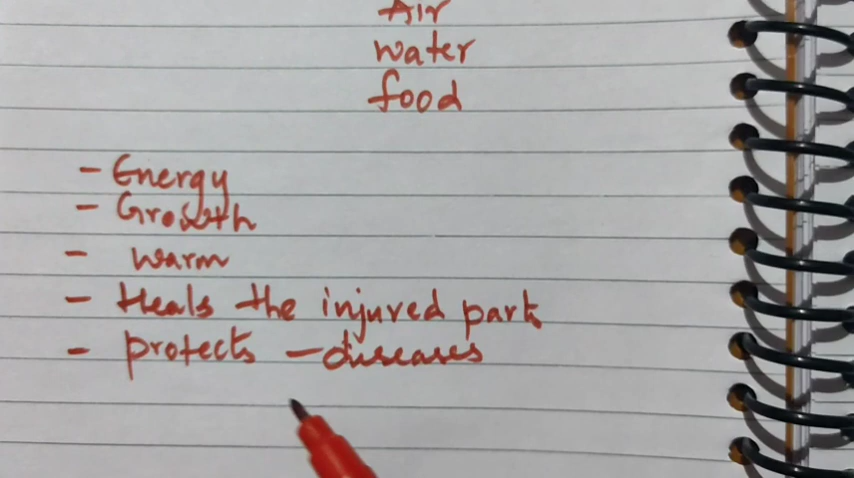 Air
water
food
- Energy
- Growth
- warm
- Heals the injured part
- protects - diseases